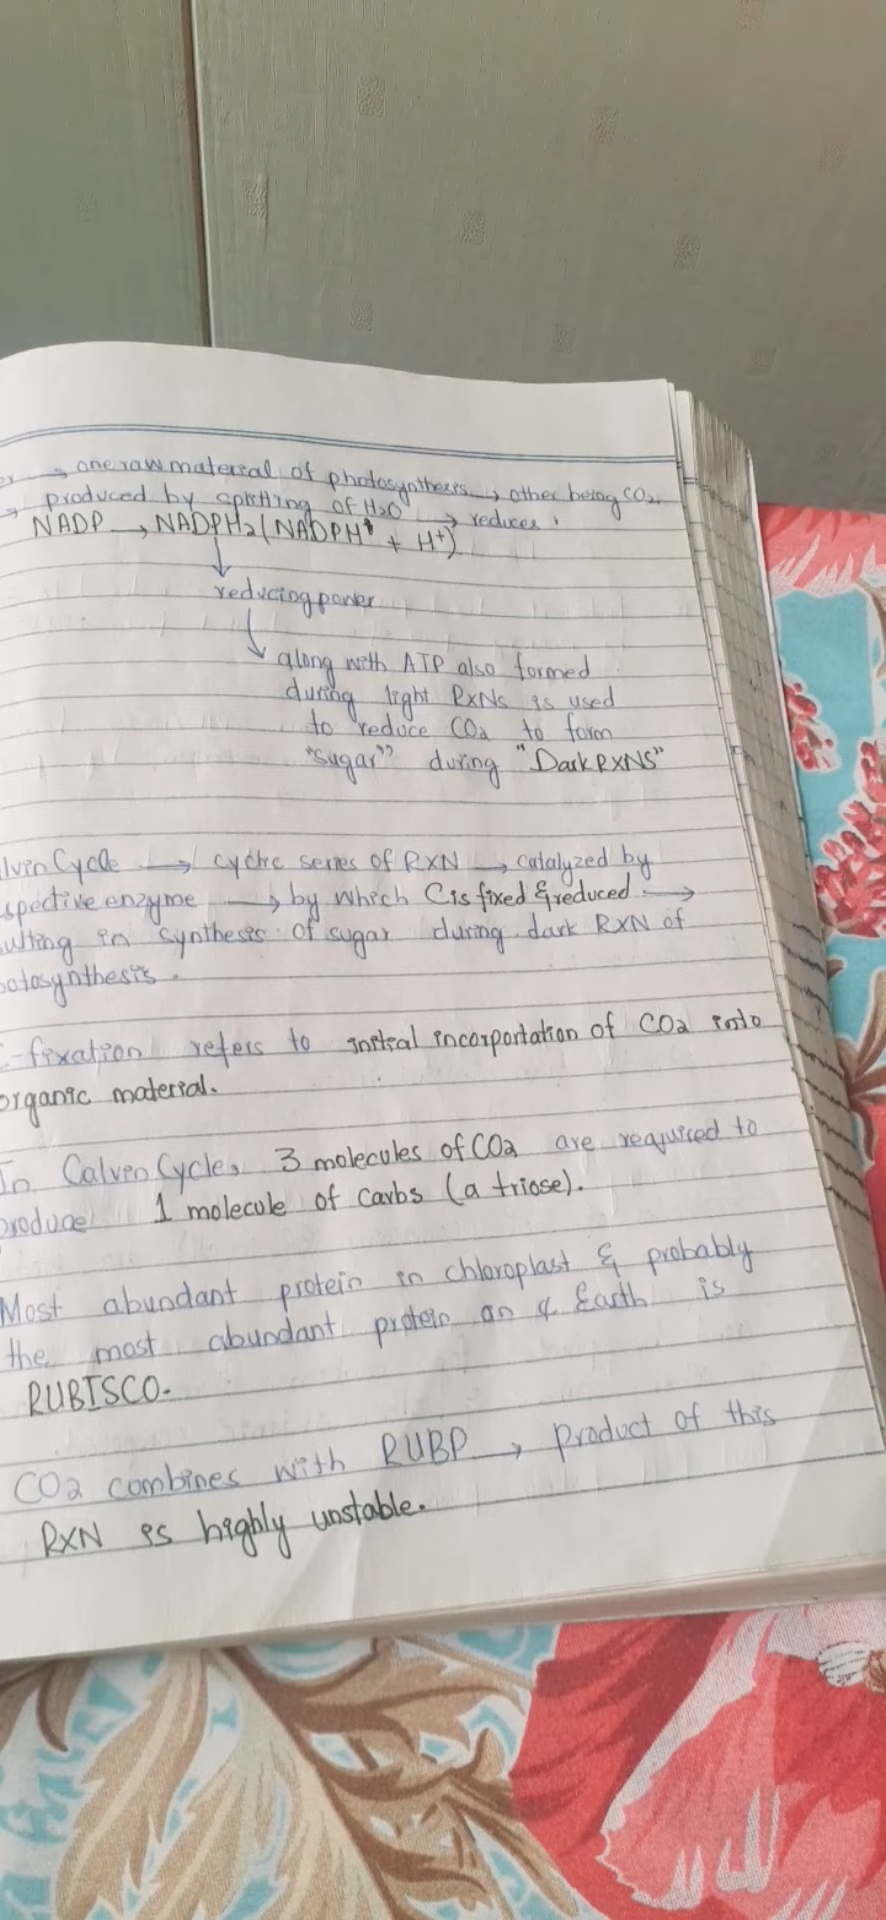 er → one raw material of photosynthesis → other being CO2.
→ produced by splitting of H2O → reduces
NADP → NADPH2 (NADPH + H+)
↓
reducing power
↓ along with ATP also formed
during light RXNs is used
to reduce CO2 to form
"sugar" during "Dark RXNS"
lvin Cycle → cyclic series of RXN → catalyzed by
spective enzyme → by which C is fixed & reduced →
ulting in synthesis of sugar during dark RXN of
otosynthesis.
C-fixation refers to initial incorportation of CO2 into
organic material.
In Calven Cycle, 3 molecules of CO2 are required to
produce 1 molecule of Carbs (a triose).
Most abundant protein in chloroplast & probably
the most abundant protein on Earth is
RUBISCO.
CO2 combines with RUBP → product of this
RXN is highly unstable.